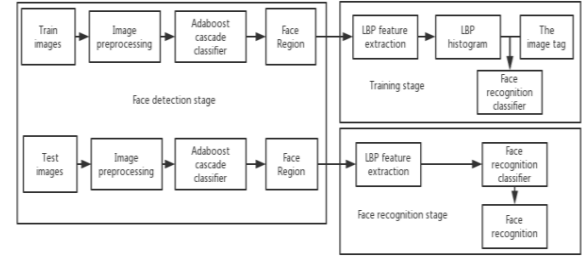 Train
images
Image
preprocessing
Adaboost
cascade
classifier
Face
Region
LBP feature
extraction
LBP
histogram
The
image tag
Face
recognition
classifier
Training stage
Face detection stage
Test
images
Image
preprocessing
Adaboost
cascade
classifier
Face
Region
LBP feature
extraction
Face
recognition
classifier
Face
recognition
Face recognition stage